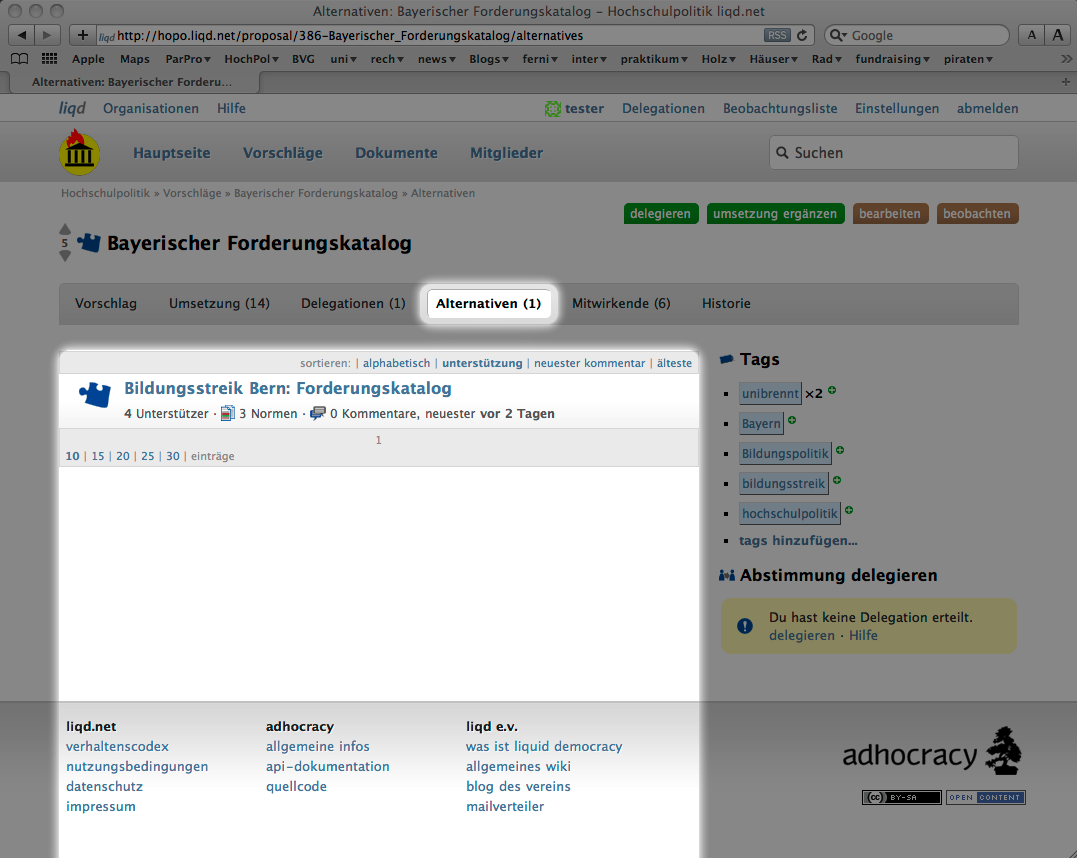 Alternativen: Bayerischer Forderungskatalog – Hochschulpolitik liqd.net
liqd http://hopo.liqd.net/proposal/386-Bayerischer_Forderungskatalog/alternatives RSS Google A A
Apple Maps ParPro HochPol BVG uni rech news Blogs ferni inter praktikum Holz Häuser Rad fundraising piraten
Alternativen: Bayerischer Forderu...
liqd Organisationen Hilfe tester Delegationen Beobachtungsliste Einstellungen abmelden
Hauptseite Vorschläge Dokumente Mitglieder Suchen
Hochschulpolitik » Vorschläge » Bayerischer Forderungskatalog » Alternativen
delegieren umsetzung ergänzen bearbeiten beobachten
5 Bayerischer Forderungskatalog
Vorschlag Umsetzung (14) Delegationen (1) Alternativen (1) Mitwirkende (6) Historie
sortieren: | alphabetisch | unterstützung | neuester kommentar | älteste
Bildungsstreik Bern: Forderungskatalog
4 Unterstützer · 3 Normen · 0 Kommentare, neuester vor 2 Tagen
1
10 | 15 | 20 | 25 | 30 | einträge
Tags
unibrennt ×2
Bayern
Bildungspolitik
bildungsstreik
hochschulpolitik
tags hinzufügen...
Abstimmung delegieren
Du hast keine Delegation erteilt.
delegieren · Hilfe
liqd.net
verhaltenscodex
nutzungsbedingungen
datenschutz
impressum
adhocracy
allgemeine infos
api-dokumentation
quellcode
liqd e.v.
was ist liquid democracy
allgemeines wiki
blog des vereins
mailverteiler
adhocracy
cc BY-SA OPEN CONTENT